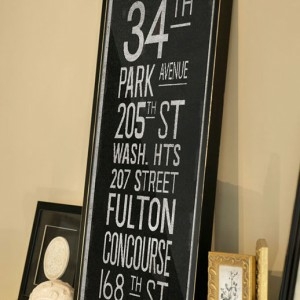 34TH
PARK AVENUE
205TH ST
WASH. HTS
207 STREET
FULTON
CONCOURSE
168TH ST